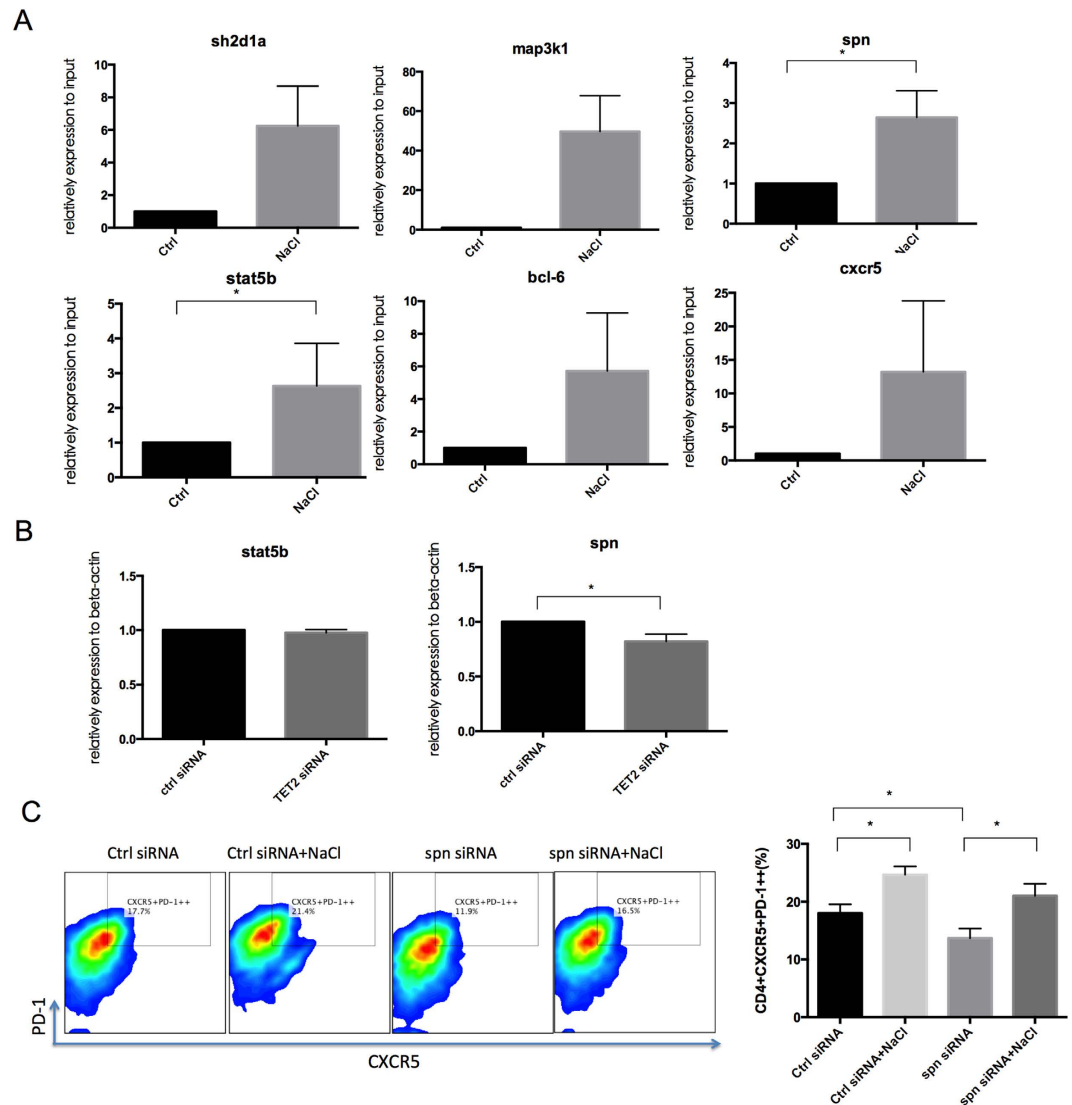 A
sh2d1a
relatively expression to input
10
8
6
4
2
0
Ctrl
NaCl
map3k1
relatively expression to input
80
60
40
20
0
Ctrl
NaCl
spn
*
relatively expression to input
4
3
2
1
0
Ctrl
NaCl
stat5b
*
relatively expression to input
5
4
3
2
1
0
Ctrl
NaCl
bcl-6
relatively expression to input
10
8
6
4
2
0
Ctrl
NaCl
cxcr5
relatively expression to input
25
20
15
10
5
0
Ctrl
NaCl
B
stat5b
relatively expression to beta-actin
1.5
1.0
0.5
0.0
ctrl siRNA
TET2 siRNA
spn
*
relatively expression to beta-actin
1.5
1.0
0.5
0.0
ctrl siRNA
TET2 siRNA
C
Ctrl siRNA
CXCR5+PD-1++
17.7%
Ctrl siRNA+NaCl
CXCR5+PD-1++
21.4%
spn siRNA
CXCR5+PD-1++
11.9%
spn siRNA+NaCl
CXCR5+PD-1++
16.5%
PD-1
CXCR5
*
*
*
CD4+CXCR5+PD-1++(%)
30
20
10
0
Ctrl siRNA
Ctrl siRNA+NaCl
spn siRNA
spn siRNA+NaCl